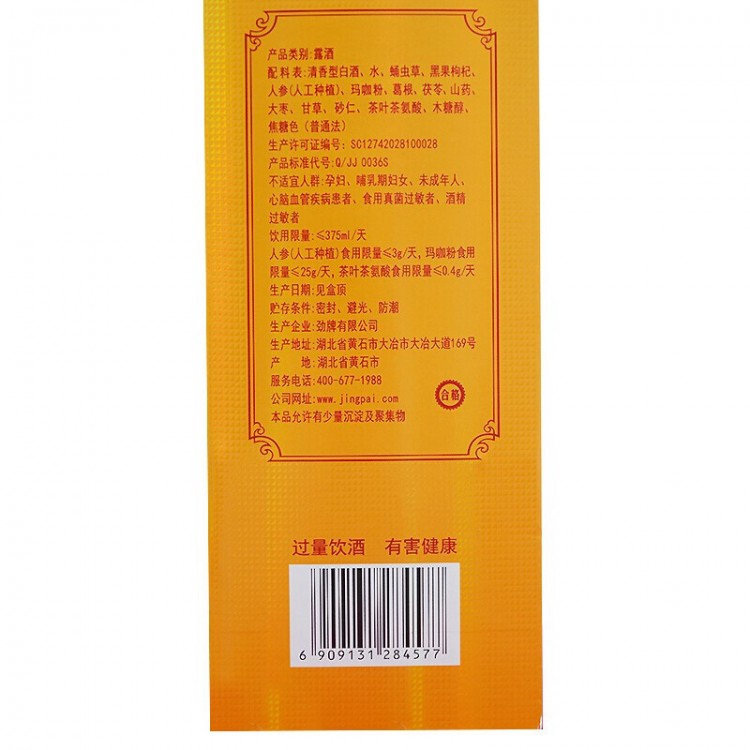 产品类别:露酒
配料表:清香型白酒、水、蛹虫草、黑果枸杞、
人参(人工种植)、玛咖粉、葛根、茯苓、山药、
大枣、甘草、砂仁、茶叶茶氨酸、木糖醇、
焦糖色（普通法）
生产许可证编号：SC12742028100028
产品标准代号:Q/JJ 0036S
不适宜人群:孕妇、哺乳期妇女、未成年人、
心脑血管疾病患者、食用真菌过敏者、酒精
过敏者
饮用限量:≤375ml/天
人参(人工种植)食用限量≤3g/天，玛咖粉食用
限量≤25g/天，茶叶茶氨酸食用限量≤0.4g/天
生产日期:见盒顶
贮存条件:密封、避光、防潮
生产企业:劲牌有限公司
生产地址:湖北省黄石市大冶市大冶大道169号
产 地:湖北省黄石市
服务电话:400-677-1988
公司网址:www.jingpai.com
合格
本品允许有少量沉淀及聚集物
过量饮酒 有害健康
6 909131 284577